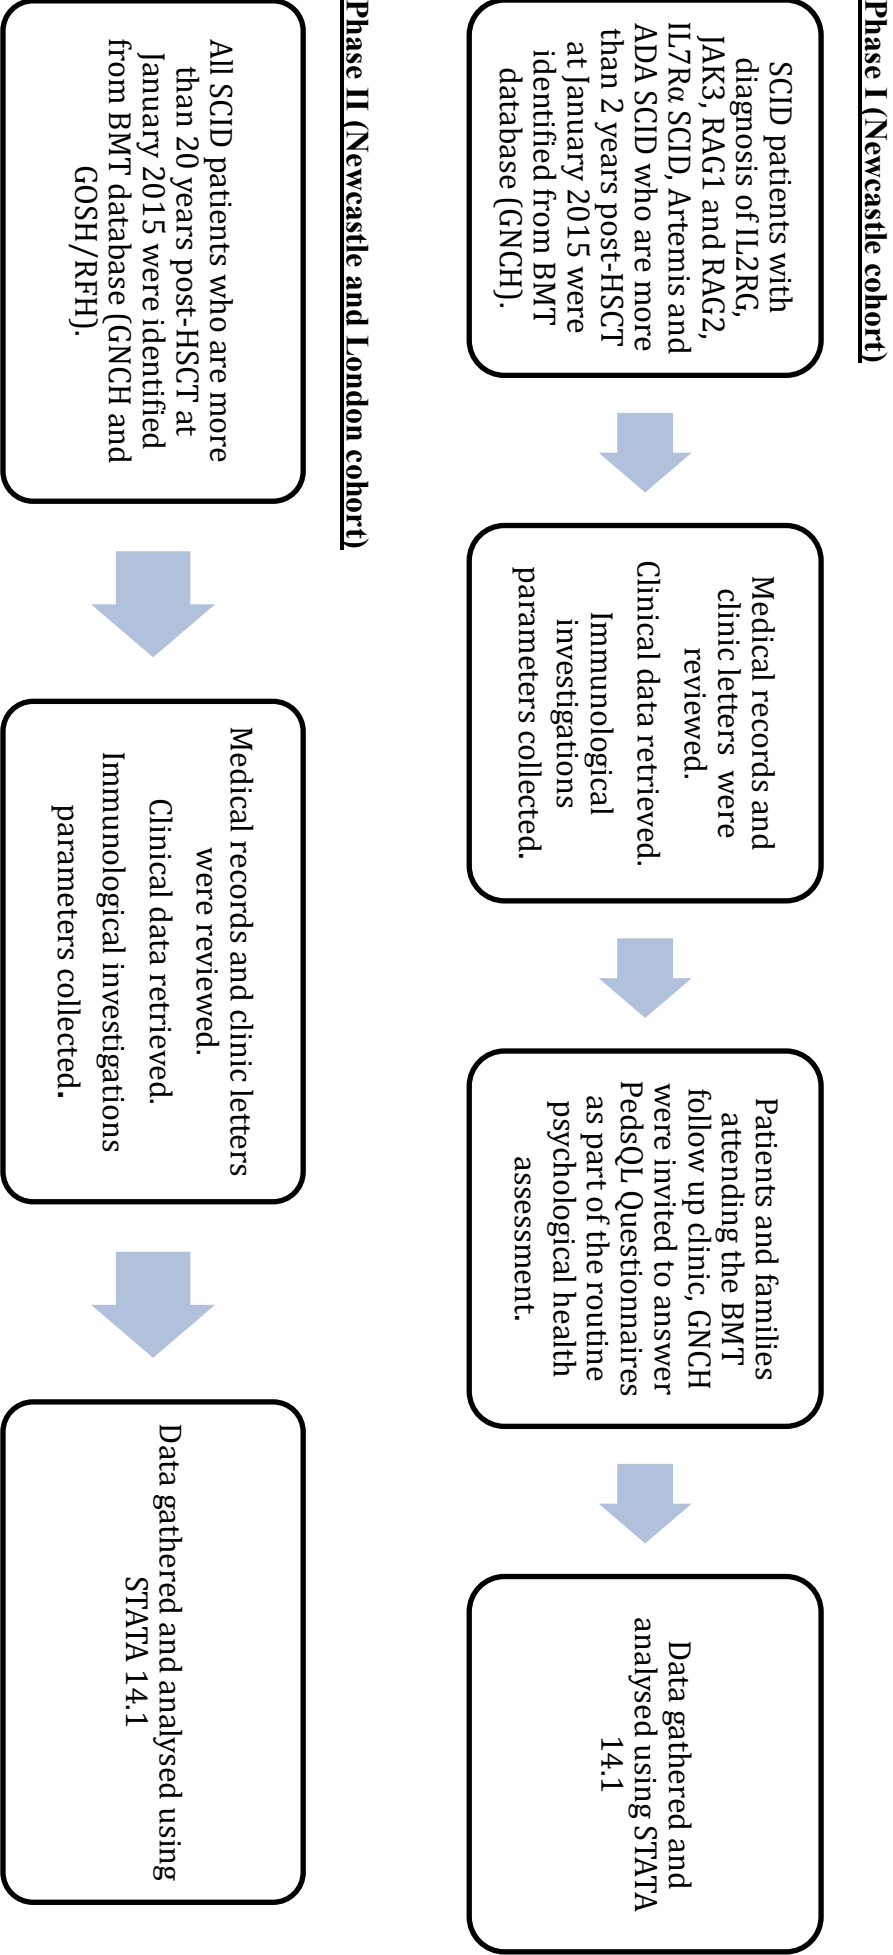 Phase I (Newcastle cohort)
SCID patients with
diagnosis of IL2RG,
JAK3, RAG1 and RAG2,
IL7Rα SCID, Artemis and
ADA SCID who are more
than 2 years post-HSCT
at January 2015 were
identified from BMT
database (GNCH).
Medical records and
clinic letters were
reviewed.
Clinical data retrieved.
Immunological
investigations
parameters collected.
Patients and families
attending the BMT
follow up clinic, GNCH
were invited to answer
PedsQL Questionnaires
as part of the routine
psychological health
assessment.
Data gathered and
analysed using STATA
14.1
Phase II (Newcastle and London cohort)
All SCID patients who are more
than 20 years post-HSCT at
January 2015 were identified
from BMT database (GNCH and
GOSH/RFH).
Medical records and clinic letters
were reviewed.
Clinical data retrieved.
Immunological investigations
parameters collected.
Data gathered and analysed using
STATA 14.1